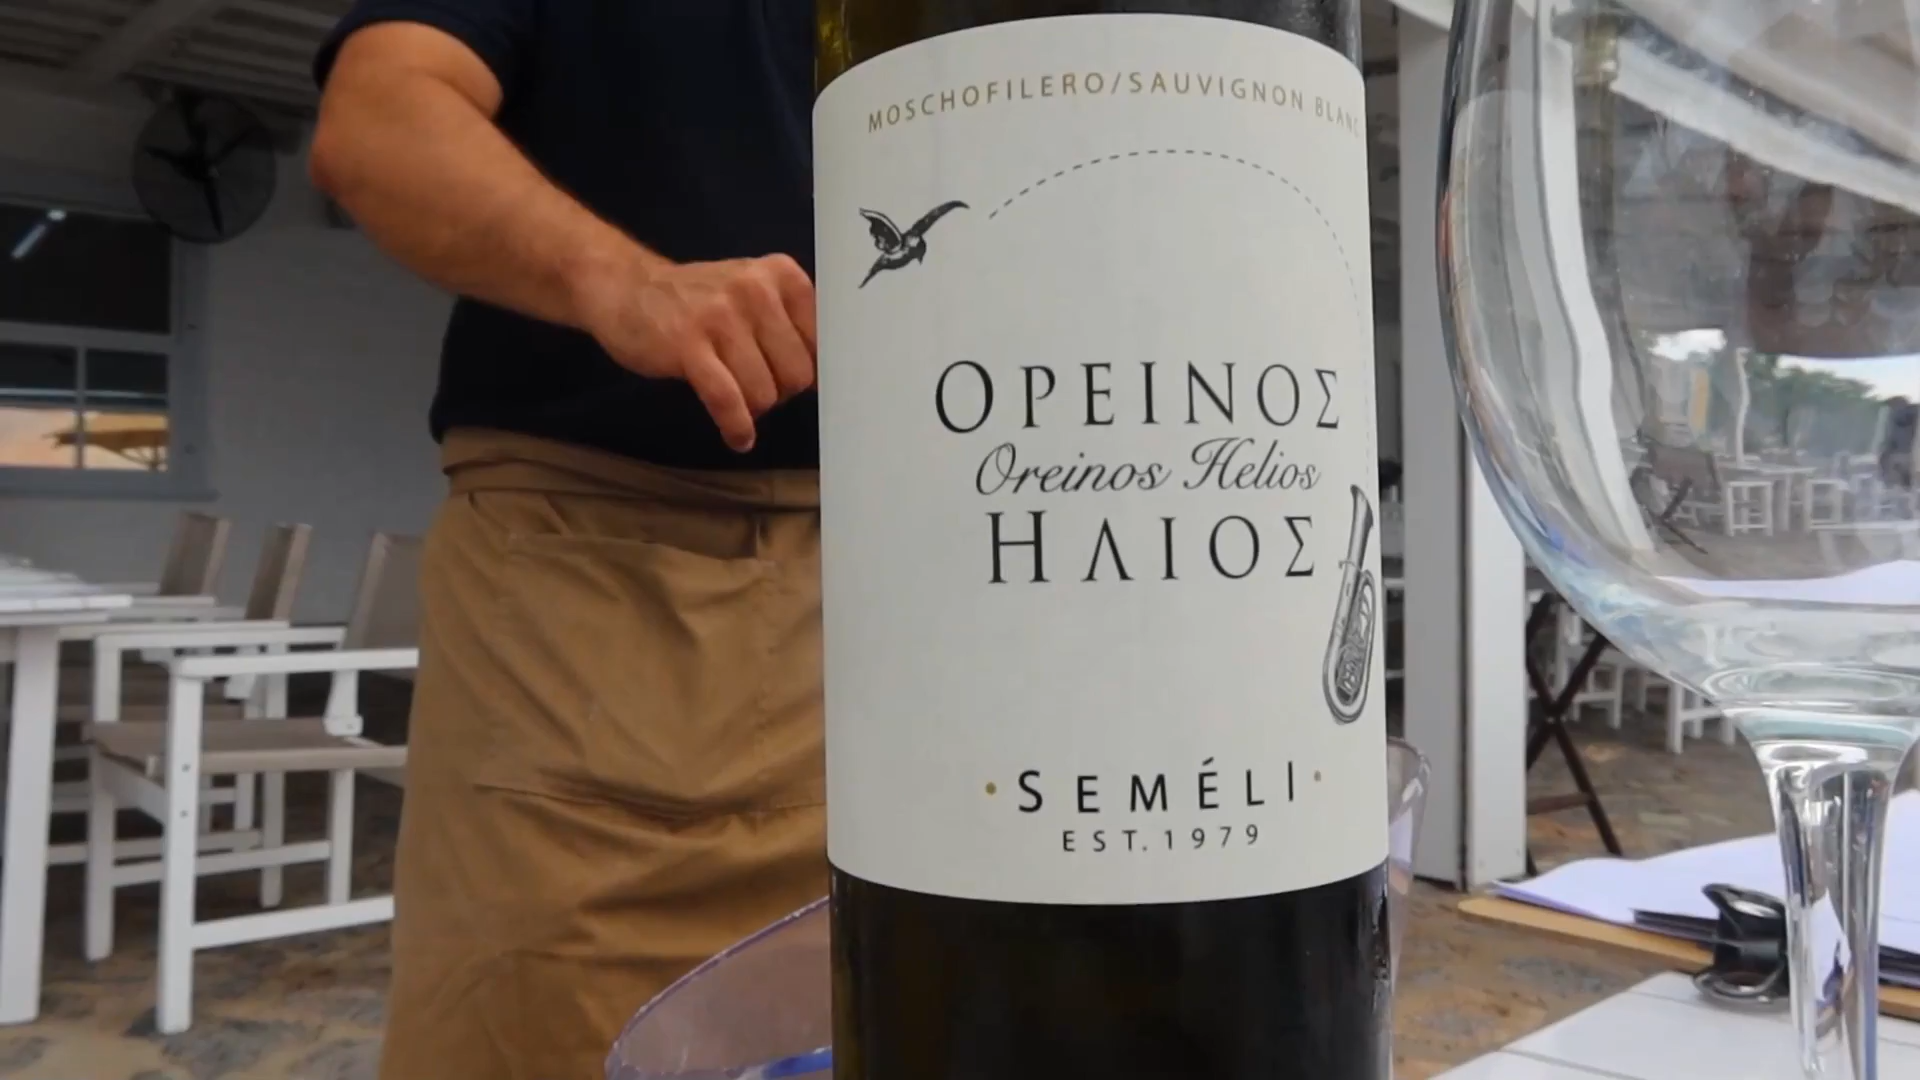 MOSCHOFILERO/SAUVIGNON BLANC
ΟΡΕΙΝΟΣ
Oreinos Helios
ΗΛΙΟΣ
· SEMÉLI ·
EST. 1979